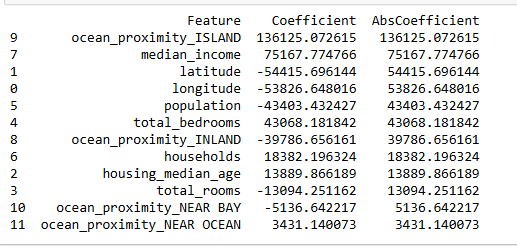 Feature Coefficient AbsCoefficient
9 ocean_proximity_ISLAND 136125.072615 136125.072615
7 median_income 75167.774766 75167.774766
1 latitude -54415.696144 54415.696144
0 longitude -53826.648016 53826.648016
5 population -43403.432427 43403.432427
4 total_bedrooms 43068.181842 43068.181842
8 ocean_proximity_INLAND -39786.656161 39786.656161
6 households 18382.196324 18382.196324
2 housing_median_age 13889.866189 13889.866189
3 total_rooms -13094.251162 13094.251162
10 ocean_proximity_NEAR BAY -5136.642217 5136.642217
11 ocean_proximity_NEAR OCEAN 3431.140073 3431.140073